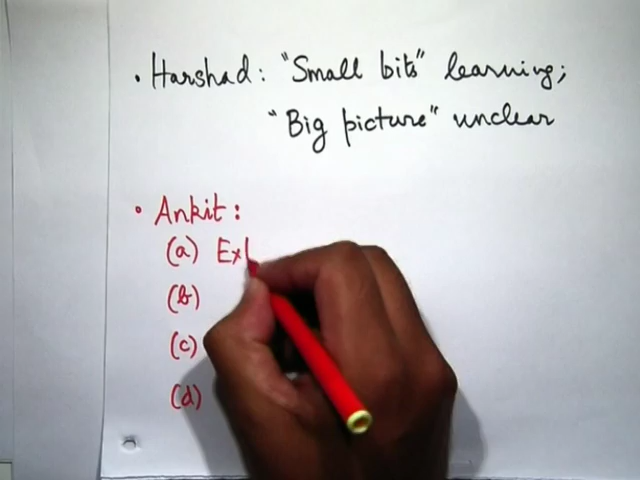 • Harshad: "Small bits" learning;
"Big picture" unclear
• Ankit:
(a) Ex
(b)
(c)
(d)